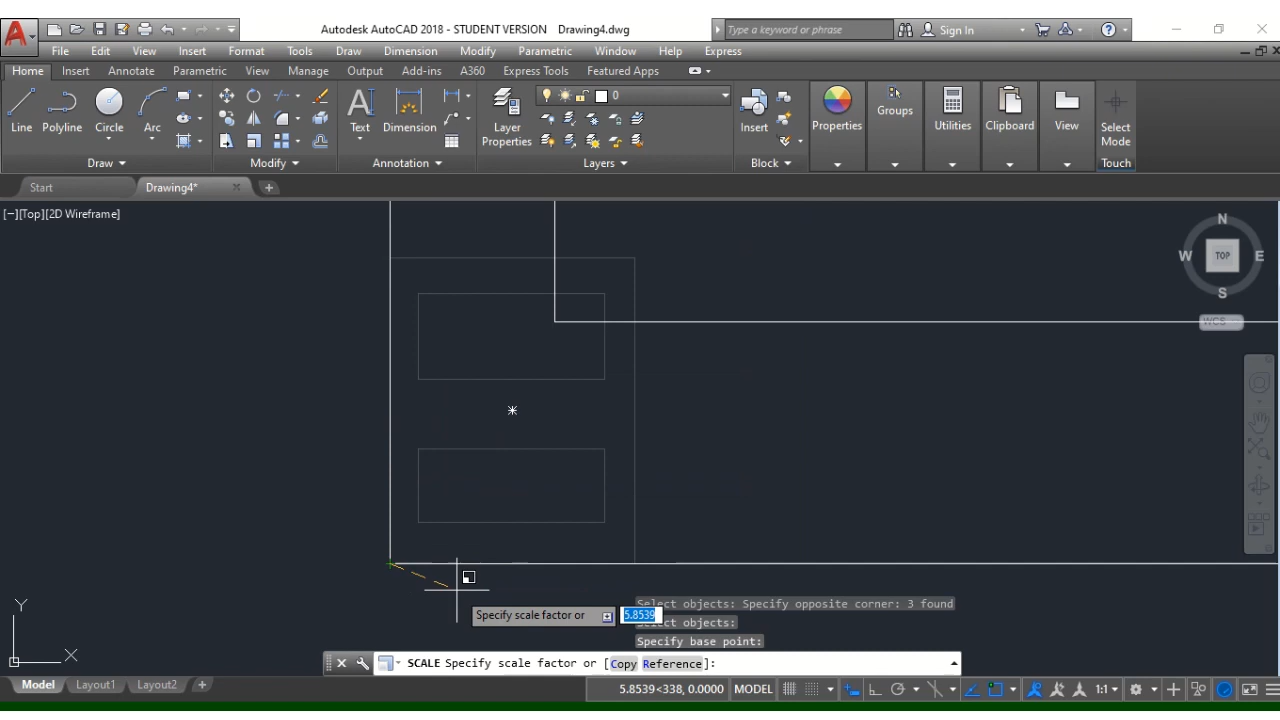 Autodesk AutoCAD 2018 - STUDENT VERSION Drawing4.dwg
Type a keyword or phrase
Sign In
File Edit View Insert Format Tools Draw Dimension Modify Parametric Window Help Express
Home Insert Annotate Parametric View Manage Output Add-ins A360 Express Tools Featured Apps
0
Line Polyline Circle Arc
Text Dimension
Layer Properties
Insert
Properties
Groups
Utilities
Clipboard
View
Select Mode
Draw Modify Annotation Layers Block Touch
Start Drawing4*
[−][Top][2D Wireframe]
N
W TOP E
S
WCS
Select objects: Specify opposite corner: 3 found
Specify scale factor or 5.8539
Select objects:
Specify base point:
Y
X
SCALE Specify scale factor or [Copy Reference]:
Model Layout1 Layout2
5.8539<338, 0.0000 MODEL 1:1